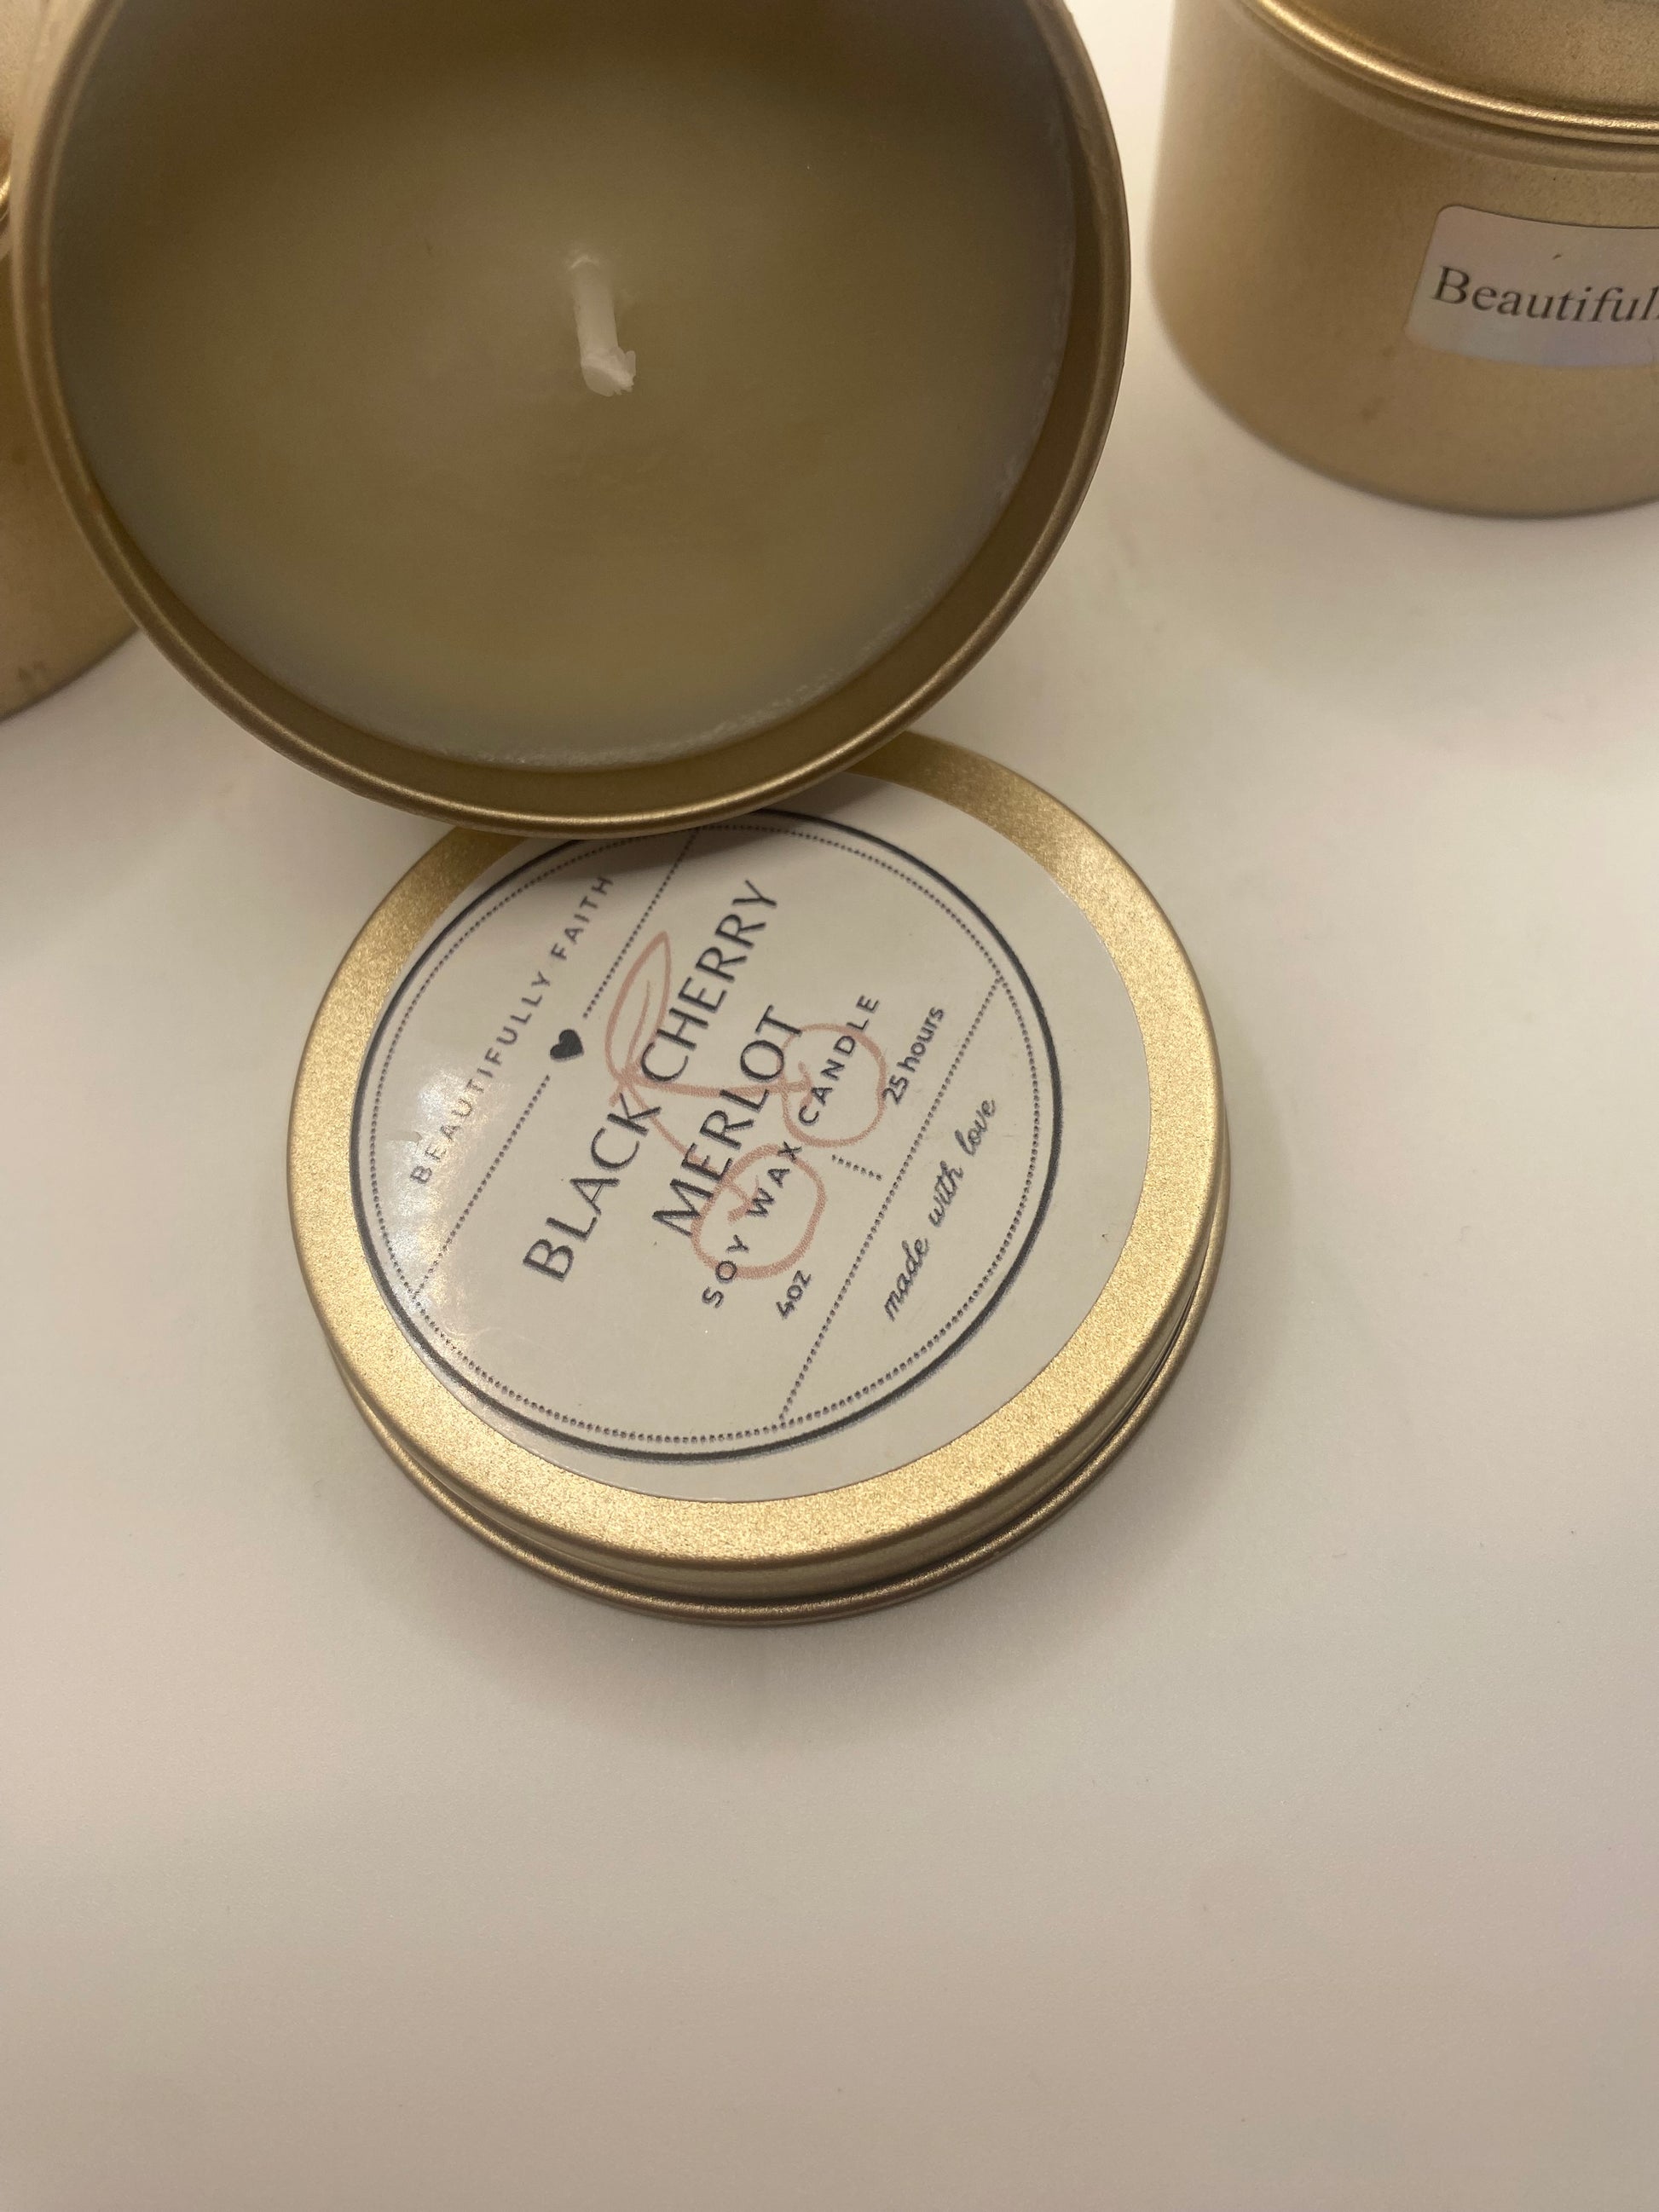 BEAUTIFULLY FAITH
BLACK CHERRY
MERLOT
SOY WAX CANDLE
4oz 25 hours
made with love
Beautiful